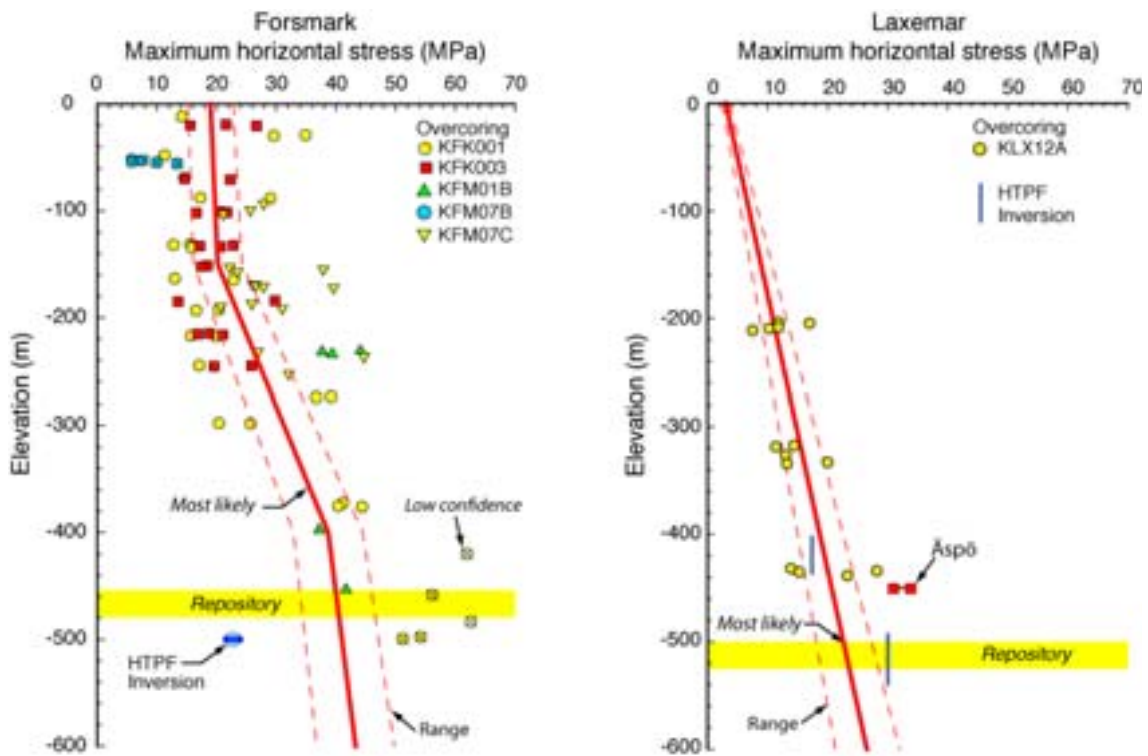 Forsmark
Maximum horizontal stress (MPa)
0 10 20 30 40 50 60 70
0
-100
-200
-300
-400
-500
-600
Elevation (m)
Overcoring
KFK001
KFK003
KFM01B
KFM07B
KFM07C
Most likely
Low confidence
Repository
HTPF
Inversion
Range
Laxemar
Maximum horizontal stress (MPa)
0 10 20 30 40 50 60 70
0
-100
-200
-300
-400
-500
-600
Elevation (m)
Overcoring
KLX12A
HTPF
Inversion
Äspö
Most likely
Repository
Range